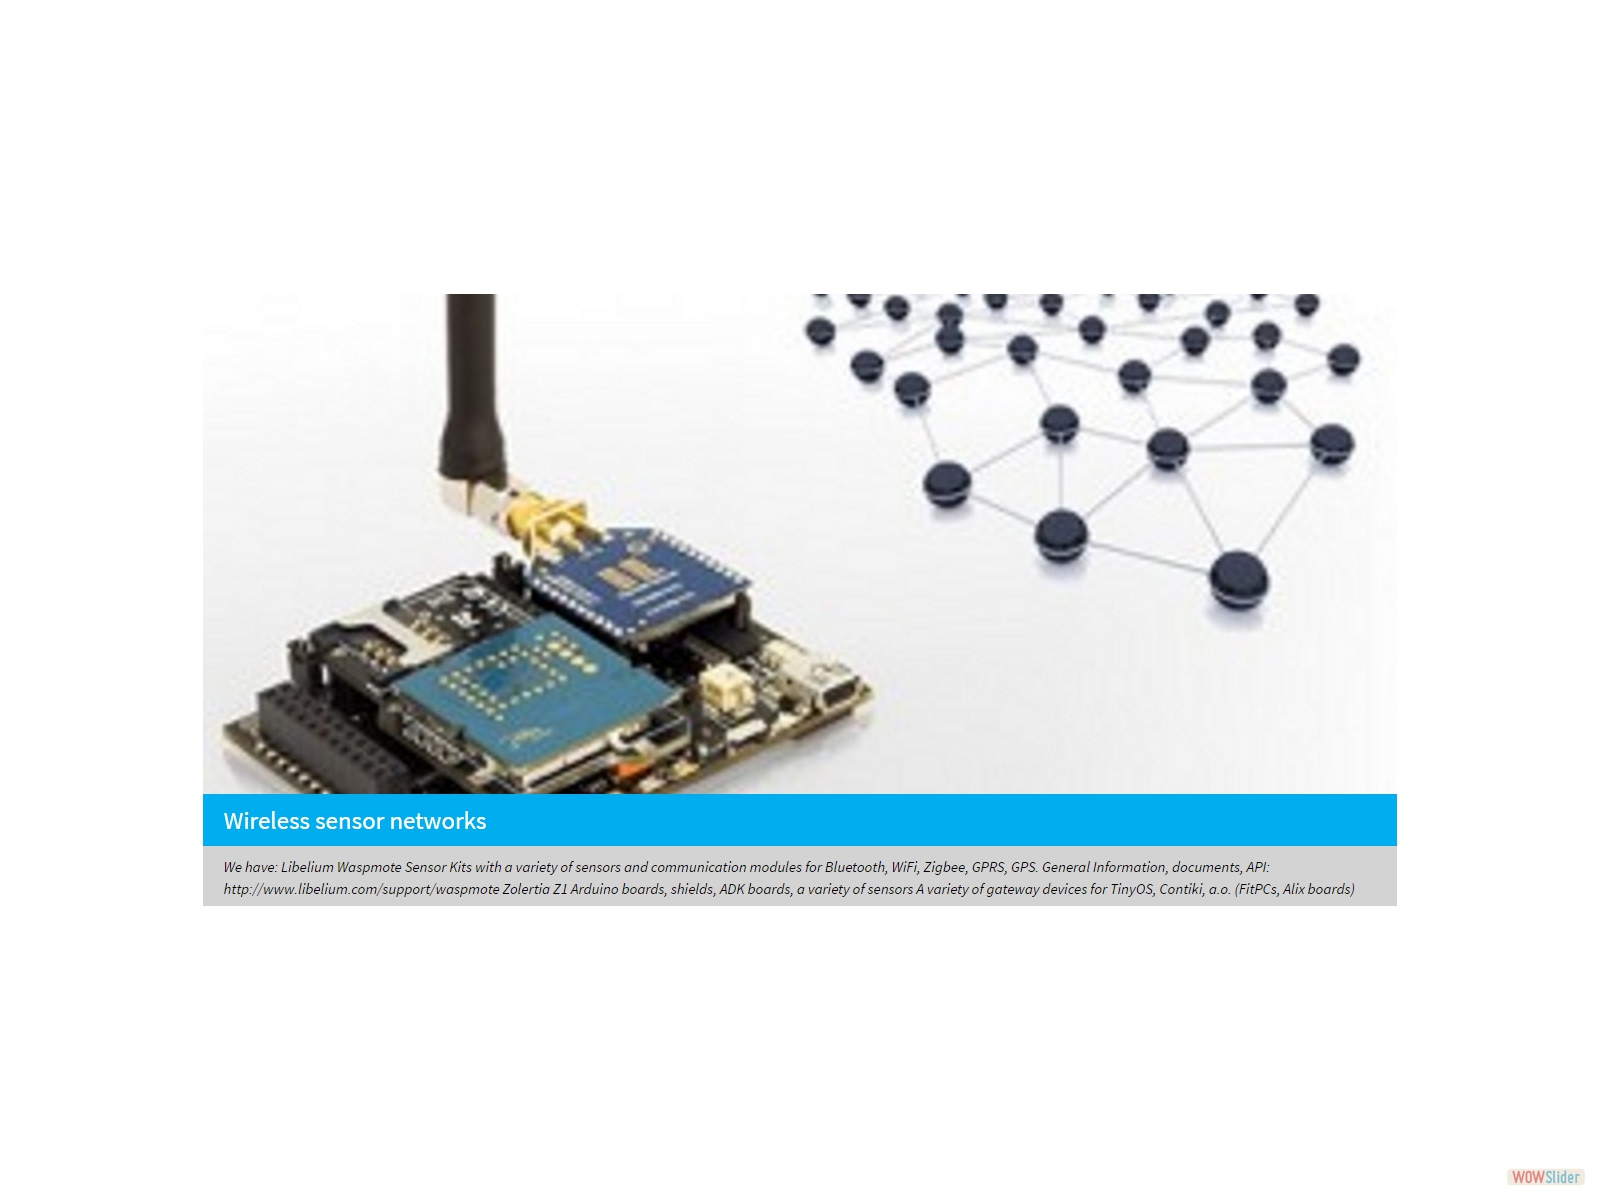 Wireless sensor networks
We have: Libelium Waspmote Sensor Kits with a variety of sensors and communication modules for Bluetooth, WiFi, Zigbee, GPRS, GPS. General Information, documents, API:
http://www.libelium.com/support/waspmote Zolertia Z1 Arduino boards, shields, ADK boards, a variety of sensors A variety of gateway devices for TinyOS, Contiki, a.o. (FitPCs, Alix boards)
WOWSlider